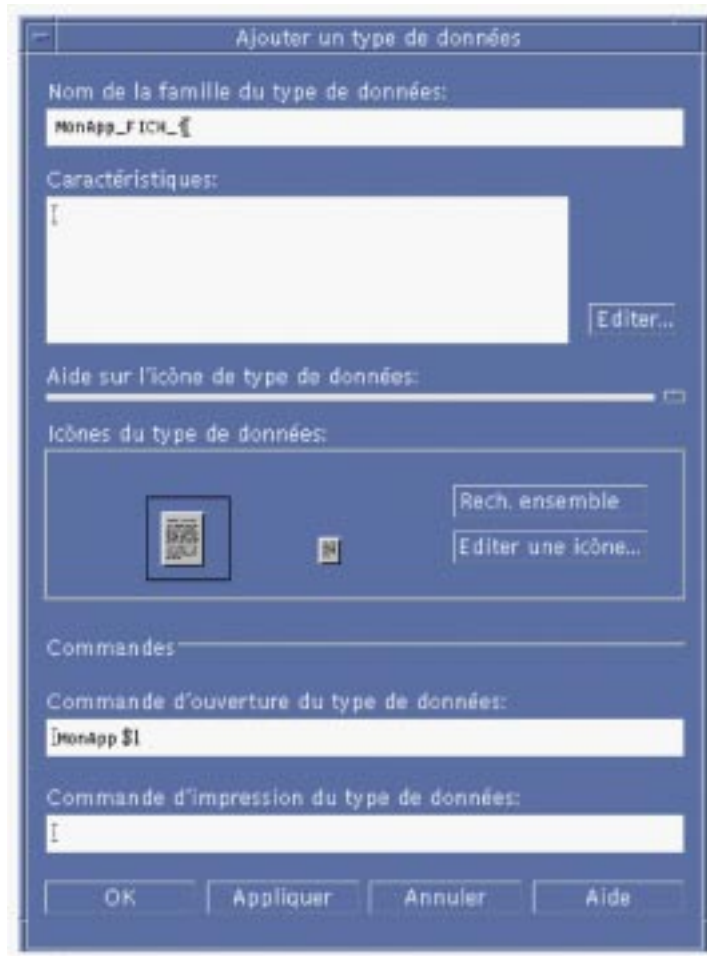 Ajouter un type de données
Nom de la famille du type de données:
MonApp_FICH_
Caractéristiques:
Editer...
Aide sur l'icône de type de données:
Icônes du type de données:
Rech. ensemble
Editer une icône...
Commandes
Commande d'ouverture du type de données:
MonApp $1
Commande d'impression du type de données:
OK Appliquer Annuler Aide